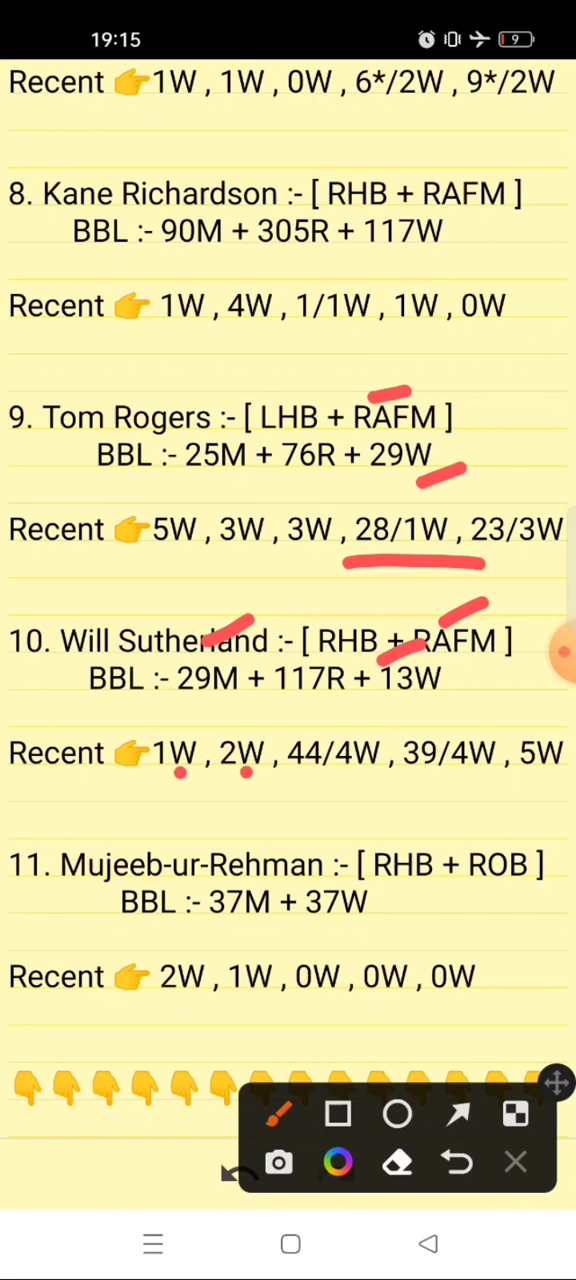 19:15
9
Recent 👉1W , 1W , 0W , 6*/2W , 9*/2W
8. Kane Richardson :- [ RHB + RAFM ]
BBL :- 90M + 305R + 117W
Recent 👉 1W , 4W , 1/1W , 1W , 0W
9. Tom Rogers :- [ LHB + RAFM ]
BBL :- 25M + 76R + 29W
Recent 👉5W , 3W , 3W , 28/1W , 23/3W
10. Will Sutherland :- [ RHB + RAFM ]
BBL :- 29M + 117R + 13W
Recent 👉1W , 2W , 44/4W , 39/4W , 5W
11. Mujeeb-ur-Rehman :- [ RHB + ROB ]
BBL :- 37M + 37W
Recent 👉 2W , 1W , 0W , 0W , 0W